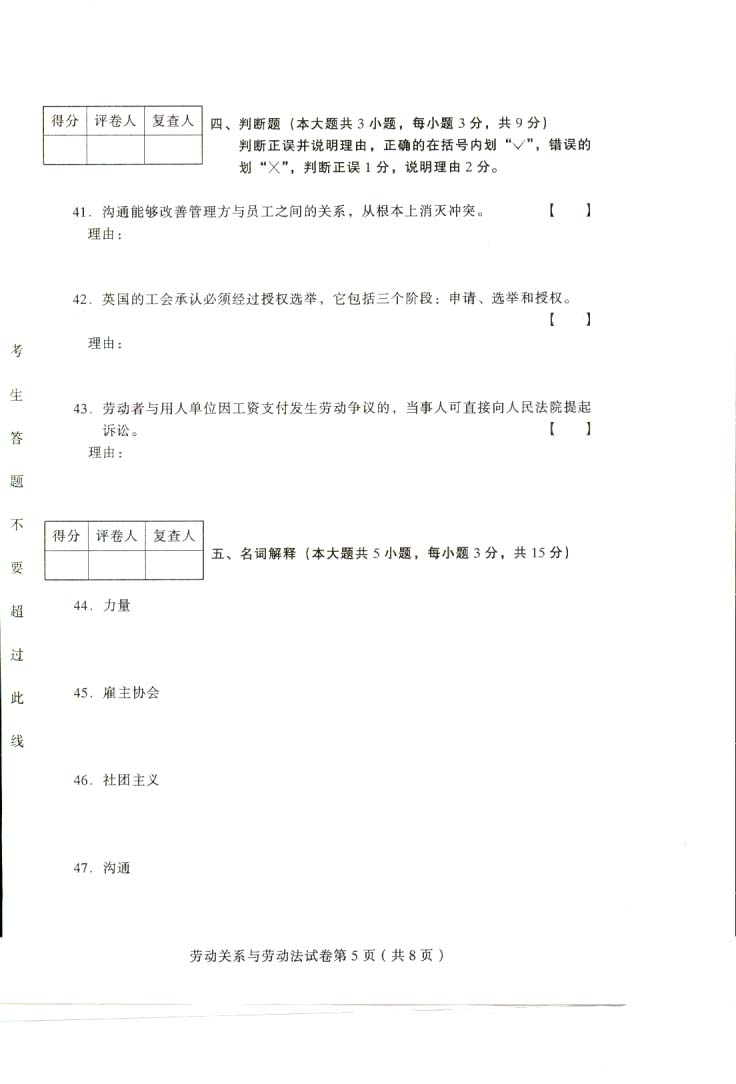 得分 评卷人 复查人
四、判断题（本大题共 3 小题，每小题 3 分，共 9 分）
判断正误并说明理由，正确的在括号内划“√”，错误的
划“×”，判断正误 1 分，说明理由 2 分。
41．沟通能够改善管理方与员工之间的关系，从根本上消灭冲突。 【 】
理由：
42．英国的工会承认必须经过授权选举，它包括三个阶段：申请、选举和授权。
【 】
理由：
43．劳动者与用人单位因工资支付发生劳动争议的，当事人可直接向人民法院提起
诉讼。 【 】
理由：
得分 评卷人 复查人
五、名词解释（本大题共 5 小题，每小题 3 分，共 15 分）
44．力量
45．雇主协会
46．社团主义
47．沟通
考生答题不要超过此线
劳动关系与劳动法试卷第 5 页（共 8 页）